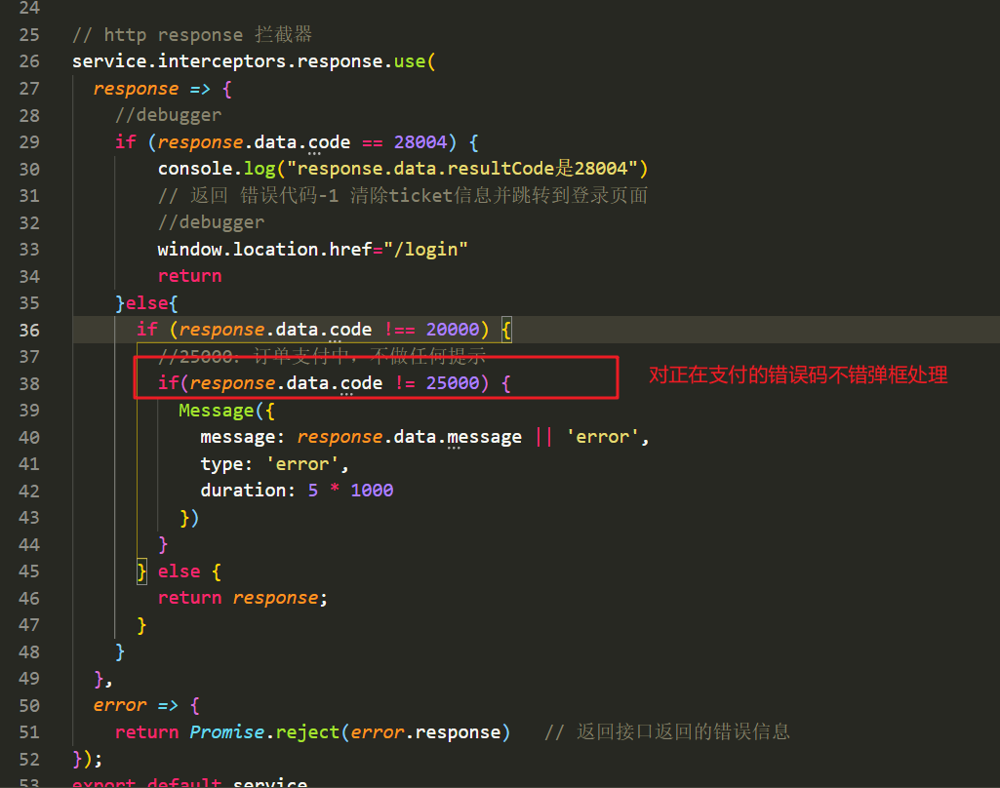 24
25 // http response 拦截器
26 service.interceptors.response.use(
27 response => {
28 //debugger
29 if (response.data.code == 28004) {
30 console.log("response.data.resultCode是28004")
31 // 返回 错误代码-1 清除ticket信息并跳转到登录页面
32 //debugger
33 window.location.href="/login"
34 return
35 }else{
36 if (response.data.code !== 20000) {
37 //25000：订单支付中，不做任何提示
38 if(response.data.code != 25000) {
对正在支付的错误码不错弹框处理
39 Message({
40 message: response.data.message || 'error',
41 type: 'error',
42 duration: 5 * 1000
43 })
44 }
45 } else {
46 return response;
47 }
48 }
49 },
50 error => {
51 return Promise.reject(error.response) // 返回接口返回的错误信息
52 });
53 export default service